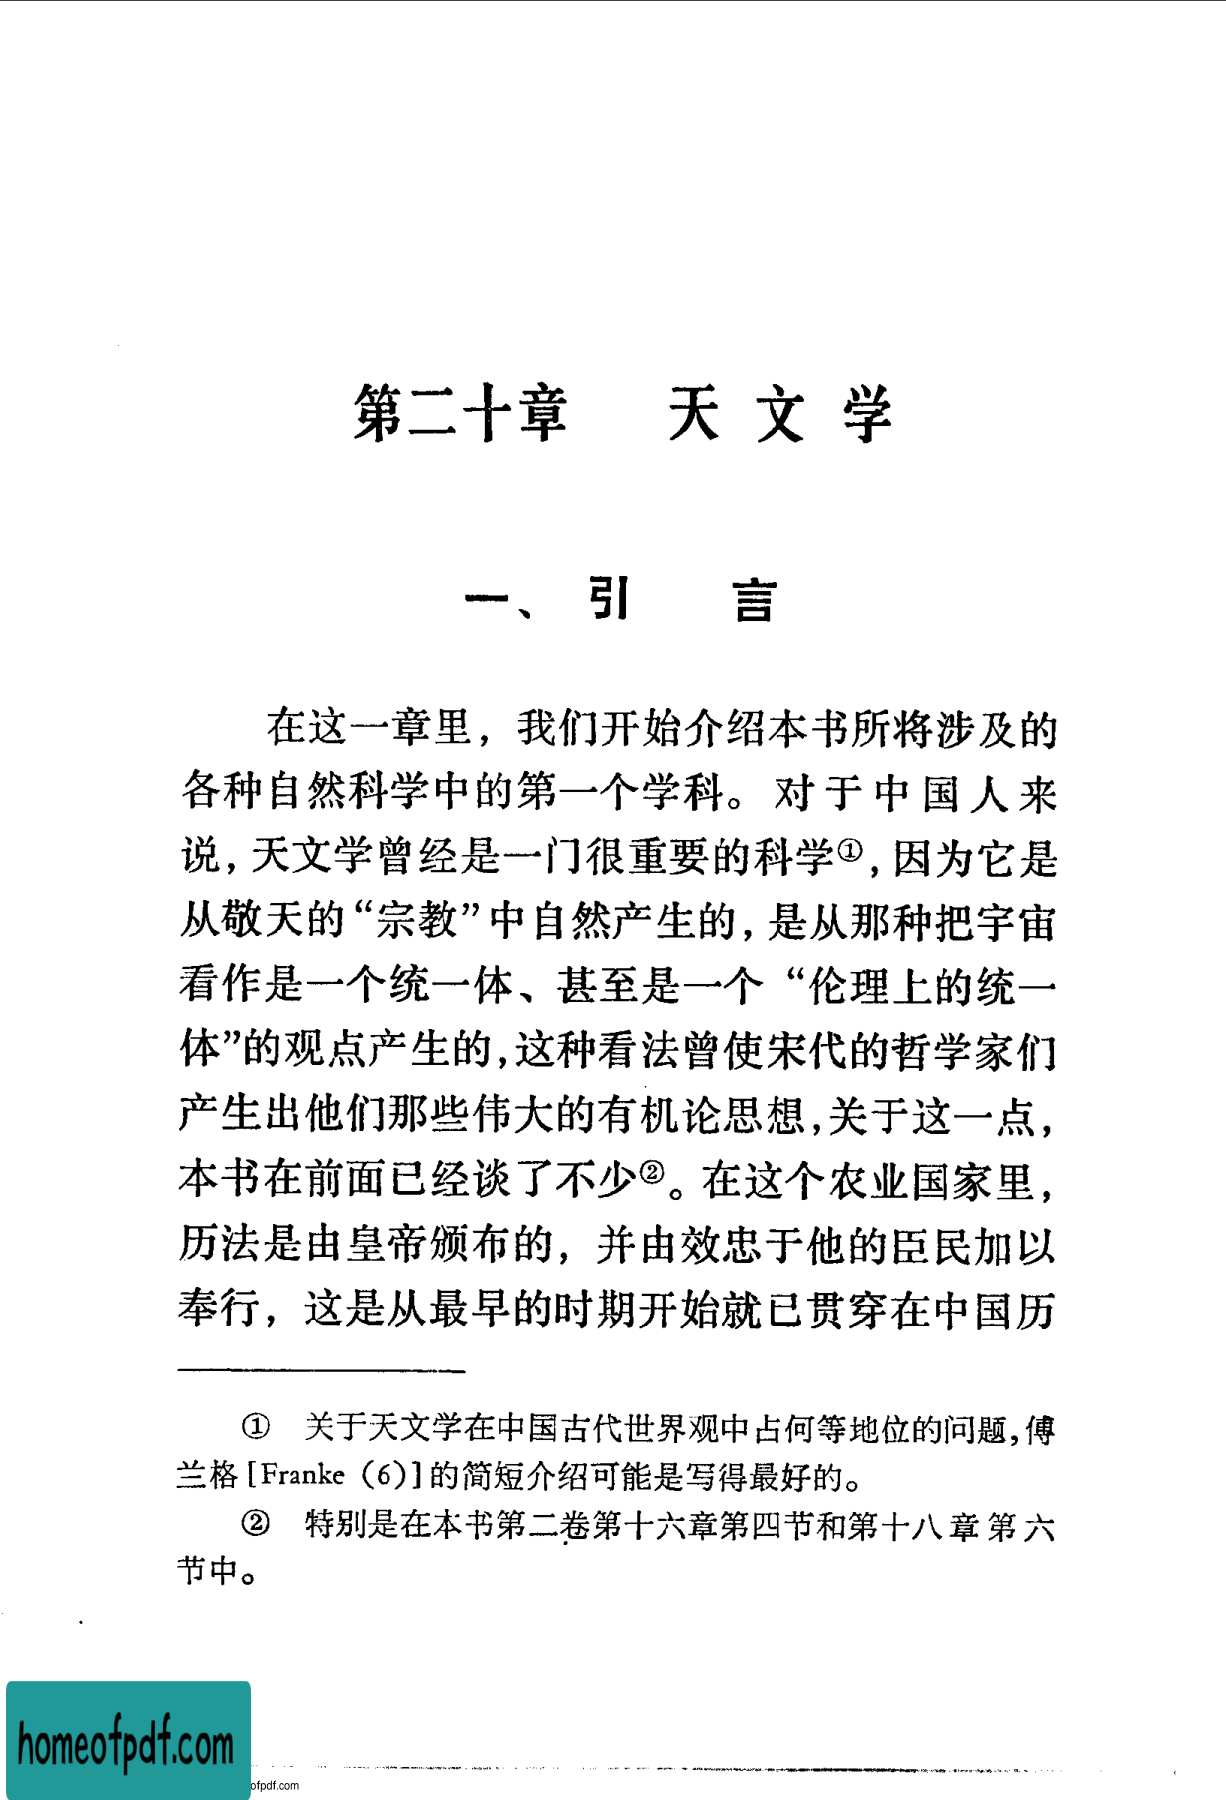 第二十章 天文学
一、引 言
在这一章里，我们开始介绍本书所将涉及的
各种自然科学中的第一个学科。对于中国人来
说，天文学曾经是一门很重要的科学①，因为它是
从敬天的“宗教”中自然产生的，是从那种把宇宙
看作是一个统一体、甚至是一个“伦理上的统一
体”的观点产生的，这种看法曾使宋代的哲学家们
产生出他们那些伟大的有机论思想，关于这一点，
本书在前面已经谈了不少②。在这个农业国家里，
历法是由皇帝颁布的，并由效忠于他的臣民加以
奉行，这是从最早的时期开始就已贯穿在中国历
① 关于天文学在中国古代世界观中占何等地位的问题，傅
兰格[Franke（6）]的简短介绍可能是写得最好的。
② 特别是在本书第二卷第十六章第四节和第十八章第六
节中。
homeofpdf.com
ofpdf.com